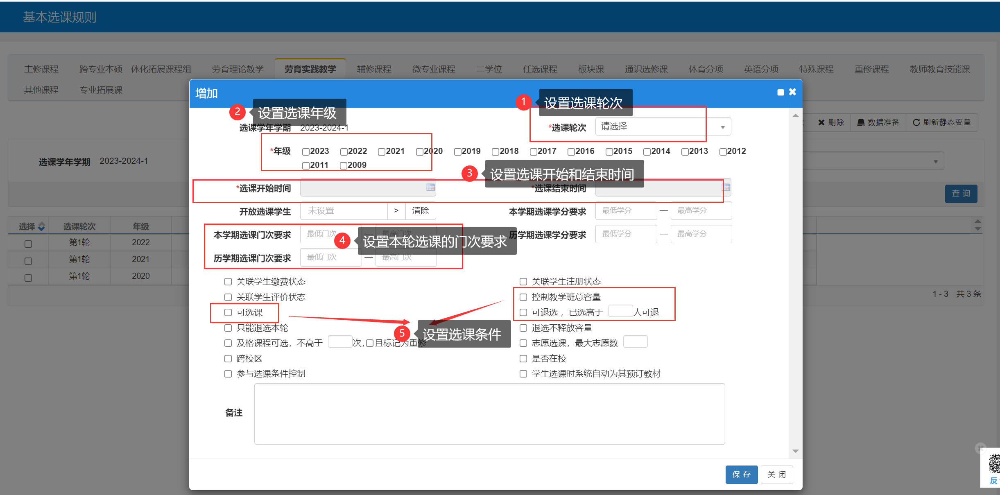 基本选课规则
主修课程 跨专业本硕一体化拓展课程组 劳育理论教学 劳育实践教学 辅修课程 微专业课程 二学位 任选课程 板块课 通识选修课 体育分项 英语分项 特殊课程 重修课程 教师教育技能课
其他课程 专业拓展课
增加
1 设置选课轮次
2 设置选课年级
选课学年学期 2023-2024-1 *选课轮次 请选择
删除 数据准备 刷新静态变量
*年级 2023 2022 2021 2020 2019 2018 2017 2016 2015 2014 2013 2012
2011 2009
选课学年学期 2023-2024-1
3 设置选课开始和结束时间
*选课开始时间 *选课结束时间
查 询
开放选课学生 未设置 > 清除 本学期选课学分要求 最低学分 — 最高学分
选择 选课轮次 年级
本学期选课门次要求 最低门次 — 最高门次 历学期选课学分要求 最低学分 — 最高学分
4 设置本轮选课的门次要求
历学期选课门次要求 最低门次 — 最高门次
第1轮 2022
第1轮 2021
第1轮 2020
1 - 3 共 3 条
关联学生缴费状态 关联学生注册状态
关联学生评价状态 控制教学班总容量
可选课 可退选，已选高于 人可退
只能退选本轮 退选不释放容量
5 设置选课条件
及格课程可选，不高于 次, 且标记为重修 志愿选课，最大志愿数
跨校区 是否在校
参与选课条件控制 学生选课时系统自动为其预订教材
备注
保 存 关 闭
反